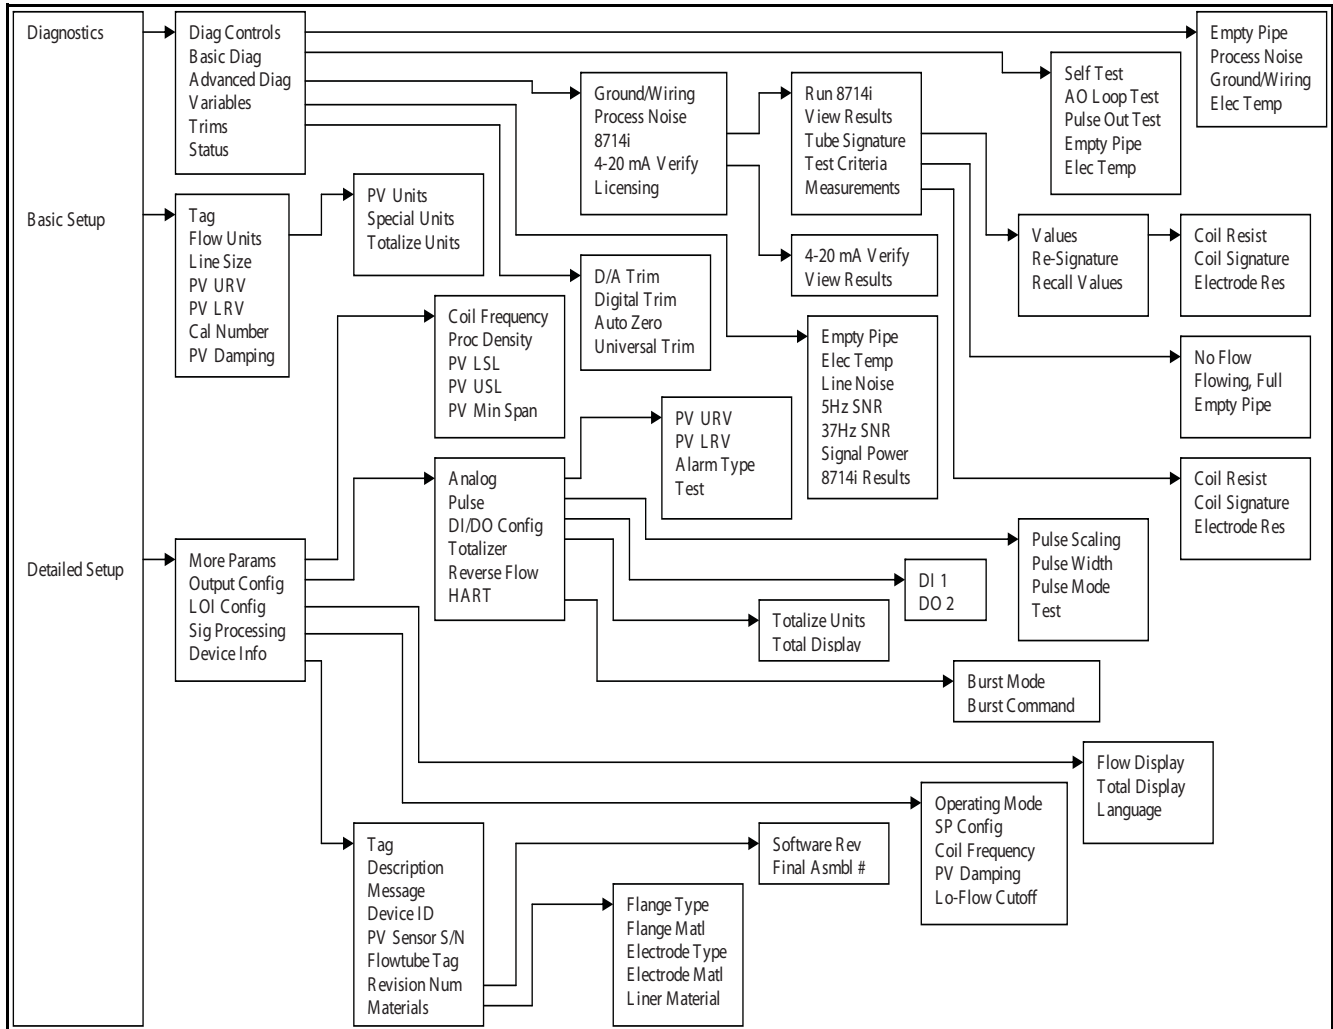 Diagnostics
Basic Setup
Detailed Setup
Diag Controls
Basic Diag
Advanced Diag
Variables
Trims
Status
Empty Pipe
Process Noise
Ground/Wiring
Elec Temp
Self Test
AO Loop Test
Pulse Out Test
Empty Pipe
Elec Temp
Ground/Wiring
Process Noise
8714i
4-20 mA Verify
Licensing
Run 8714i
View Results
Tube Signature
Test Criteria
Measurements
Tag
Flow Units
Line Size
PV URV
PV LRV
Cal Number
PV Damping
PV Units
Special Units
Totalize Units
4-20 mA Verify
View Results
Values
Re-Signature
Recall Values
Coil Resist
Coil Signature
Electrode Res
D/A Trim
Digital Trim
Auto Zero
Universal Trim
Coil Frequency
Proc Density
PV LSL
PV USL
PV Min Span
Empty Pipe
Elec Temp
Line Noise
5Hz SNR
37Hz SNR
Signal Power
8714i Results
No Flow
Flowing, Full
Empty Pipe
PV URV
PV LRV
Alarm Type
Test
Analog
Pulse
DI/DO Config
Totalizer
Reverse Flow
HART
Coil Resist
Coil Signature
Electrode Res
Pulse Scaling
Pulse Width
Pulse Mode
Test
More Params
Output Config
LOI Config
Sig Processing
Device Info
DI 1
DO 2
Totalize Units
Total Display
Burst Mode
Burst Command
Flow Display
Total Display
Language
Operating Mode
SP Config
Coil Frequency
PV Damping
Lo-Flow Cutoff
Tag
Description
Message
Device ID
PV Sensor S/N
Flowtube Tag
Revision Num
Materials
Software Rev
Final Asmbl #
Flange Type
Flange Matl
Electrode Type
Electrode Matl
Liner Material